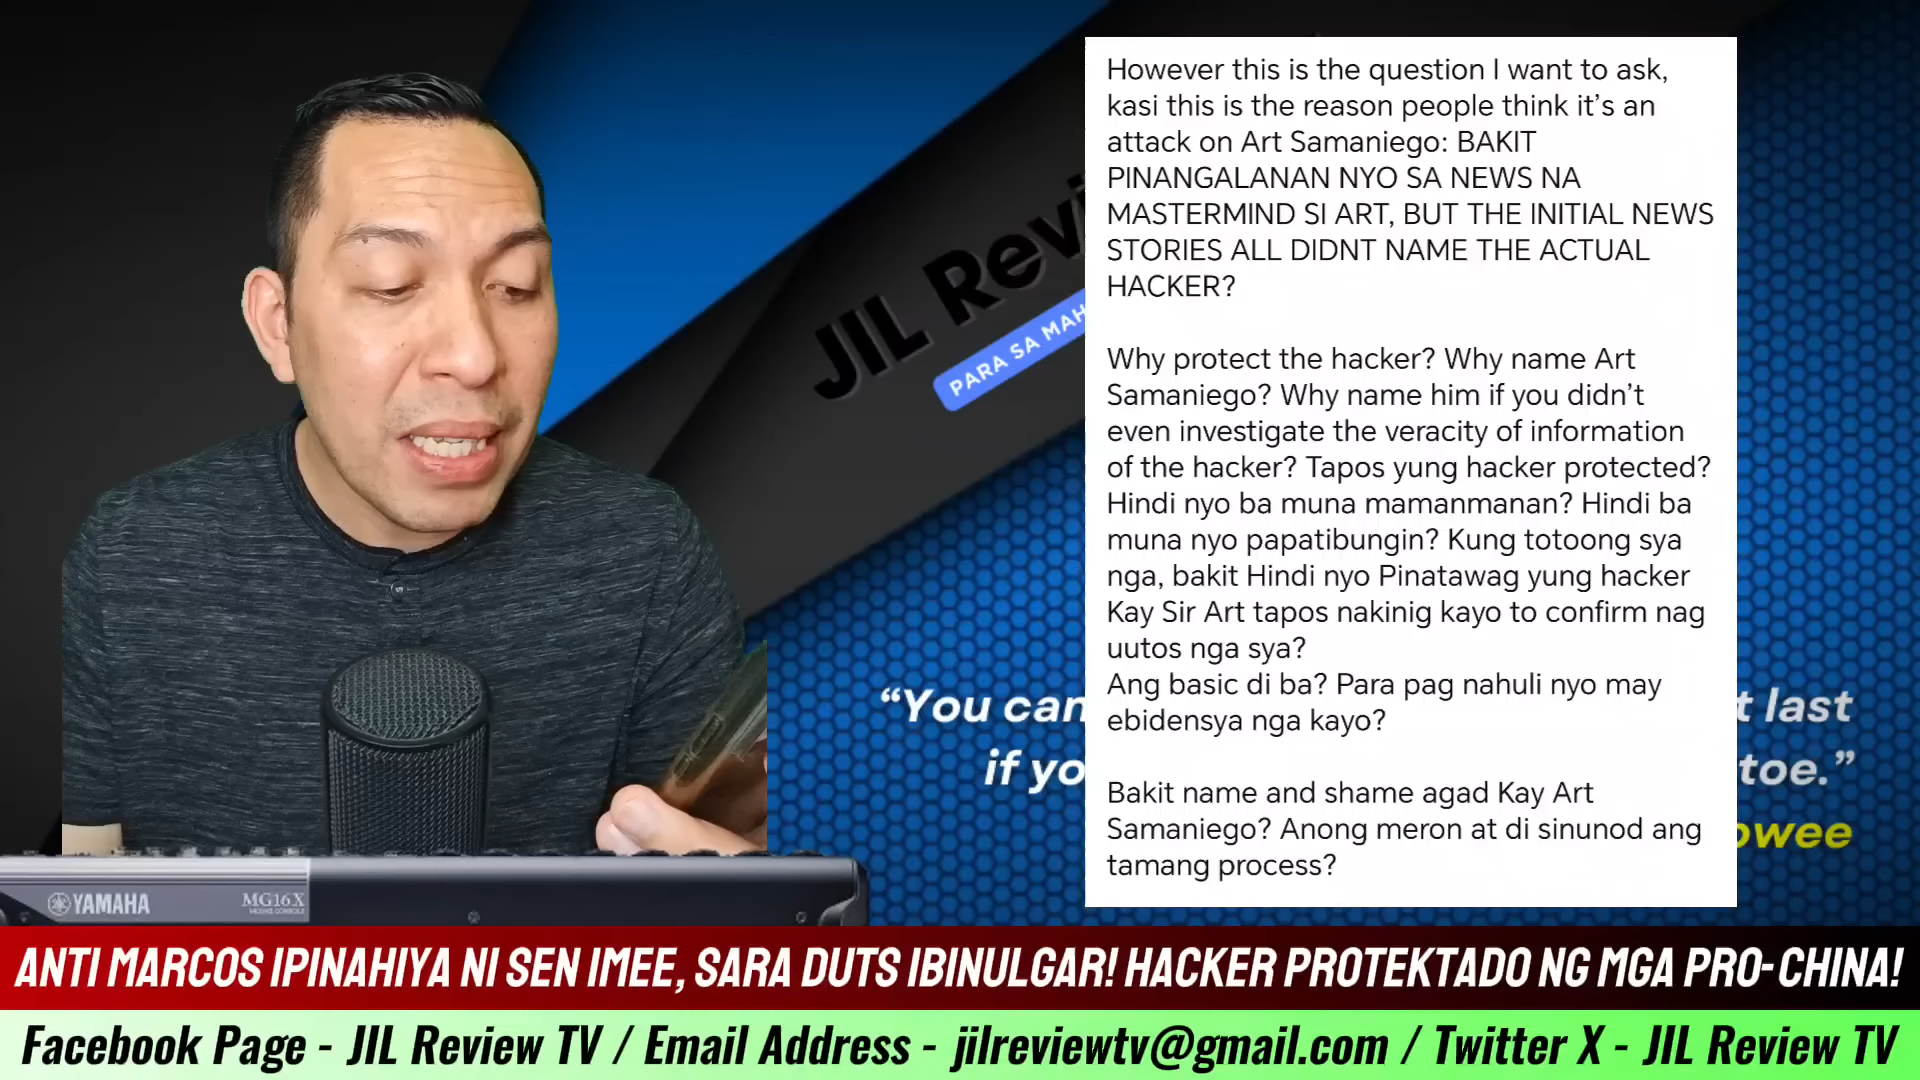 However this is the question I want to ask,
kasi this is the reason people think it's an
attack on Art Samaniego: BAKIT
PINANGALANAN NYO SA NEWS NA
MASTERMIND SI ART, BUT THE INITIAL NEWS
STORIES ALL DIDNT NAME THE ACTUAL
HACKER?
Why protect the hacker? Why name Art
Samaniego? Why name him if you didn't
even investigate the veracity of information
of the hacker? Tapos yung hacker protected?
Hindi nyo ba muna mamanmanan? Hindi ba
muna nyo papatibungin? Kung totoong sya
nga, bakit Hindi nyo Pinatawag yung hacker
Kay Sir Art tapos nakinig kayo to confirm nag
uutos nga sya?
Ang basic di ba? Para pag nahuli nyo may
ebidensya nga kayo?
Bakit name and shame agad Kay Art
Samaniego? Anong meron at di sinunod ang
tamang process?
JIL Revi
PARA SA MAH
"You can
t last
if yo
toe."
owee
YAMAHA
MG16X
MIXING CONSOLE
ANTI MARCOS IPINAHIYA NI SEN IMEE, SARA DUTS IBINULGAR! HACKER PROTEKTADO NG MGA PRO-CHINA!
Facebook Page - JIL Review TV / Email Address - jilreviewtv@gmail.com / Twitter X - JIL Review TV